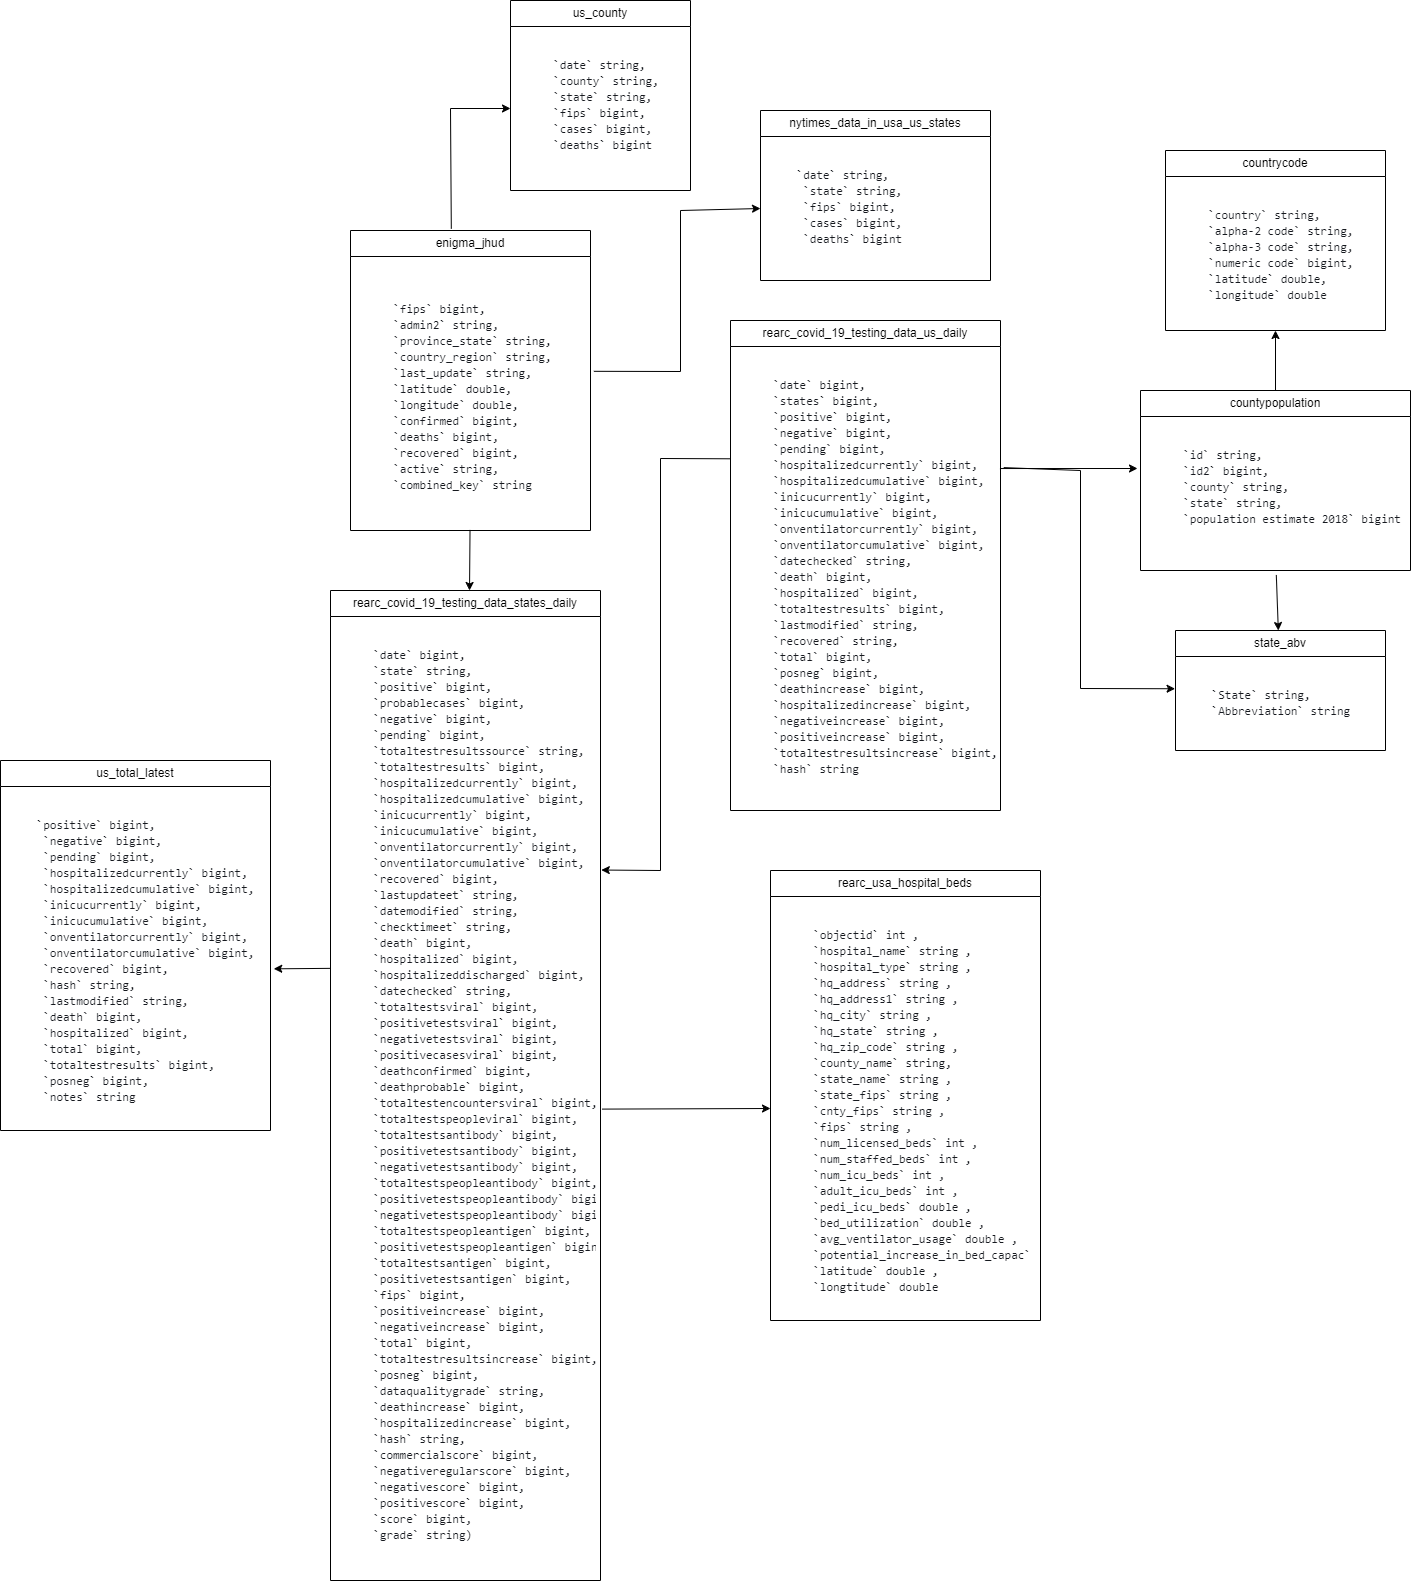 us_county
`date` string,
`county` string,
`state` string,
`fips` bigint,
`cases` bigint,
`deaths` bigint
nytimes_data_in_usa_us_states
`date` string,
`state` string,
`fips` bigint,
`cases` bigint,
`deaths` bigint
countrycode
`country` string,
`alpha-2 code` string,
`alpha-3 code` string,
`numeric code` bigint,
`latitude` double,
`longitude` double
enigma_jhud
`fips` bigint,
`admin2` string,
`province_state` string,
`country_region` string,
`last_update` string,
`latitude` double,
`longitude` double,
`confirmed` bigint,
`deaths` bigint,
`recovered` bigint,
`active` string,
`combined_key` string
rearc_covid_19_testing_data_us_daily
`date` bigint,
`states` bigint,
`positive` bigint,
`negative` bigint,
`pending` bigint,
`hospitalizedcurrently` bigint,
`hospitalizedcumulative` bigint,
`inicucurrently` bigint,
`inicucumulative` bigint,
`onventilatorcurrently` bigint,
`onventilatorcumulative` bigint,
`datechecked` string,
`death` bigint,
`hospitalized` bigint,
`totaltestresults` bigint,
`lastmodified` string,
`recovered` string,
`total` bigint,
`posneg` bigint,
`deathincrease` bigint,
`hospitalizedincrease` bigint,
`negativeincrease` bigint,
`positiveincrease` bigint,
`totaltestresultsincrease` bigint,
`hash` string
countypopulation
`id` string,
`id2` bigint,
`county` string,
`state` string,
`population estimate 2018` bigint
state_abv
`State` string,
`Abbreviation` string
rearc_covid_19_testing_data_states_daily
`date` bigint,
`state` string,
`positive` bigint,
`probablecases` bigint,
`negative` bigint,
`pending` bigint,
`totaltestresultssource` string,
`totaltestresults` bigint,
`hospitalizedcurrently` bigint,
`hospitalizedcumulative` bigint,
`inicucurrently` bigint,
`inicucumulative` bigint,
`onventilatorcurrently` bigint,
`onventilatorcumulative` bigint,
`recovered` bigint,
`lastupdateet` string,
`datemodified` string,
`checktimeet` string,
`death` bigint,
`hospitalized` bigint,
`hospitalizeddischarged` bigint,
`datechecked` string,
`totaltestsviral` bigint,
`positivetestsviral` bigint,
`negativetestsviral` bigint,
`positivecasesviral` bigint,
`deathconfirmed` bigint,
`deathprobable` bigint,
`totaltestencountersviral` bigint,
`totaltestspeopleviral` bigint,
`totaltestsantibody` bigint,
`positivetestsantibody` bigint,
`negativetestsantibody` bigint,
`totaltestspeopleantibody` bigint,
`positivetestspeopleantibody` bigi
`negativetestspeopleantibody` bigi
`totaltestspeopleantigen` bigint,
`positivetestspeopleantigen` bigin
`totaltestsantigen` bigint,
`positivetestsantigen` bigint,
`fips` bigint,
`positiveincrease` bigint,
`negativeincrease` bigint,
`total` bigint,
`totaltestresultsincrease` bigint,
`posneg` bigint,
`dataqualitygrade` string,
`deathincrease` bigint,
`hospitalizedincrease` bigint,
`hash` string,
`commercialscore` bigint,
`negativeregularscore` bigint,
`negativescore` bigint,
`positivescore` bigint,
`score` bigint,
`grade` string)
us_total_latest
`positive` bigint,
`negative` bigint,
`pending` bigint,
`hospitalizedcurrently` bigint,
`hospitalizedcumulative` bigint,
`inicucurrently` bigint,
`inicucumulative` bigint,
`onventilatorcurrently` bigint,
`onventilatorcumulative` bigint,
`recovered` bigint,
`hash` string,
`lastmodified` string,
`death` bigint,
`hospitalized` bigint,
`total` bigint,
`totaltestresults` bigint,
`posneg` bigint,
`notes` string
rearc_usa_hospital_beds
`objectid` int ,
`hospital_name` string ,
`hospital_type` string ,
`hq_address` string ,
`hq_address1` string ,
`hq_city` string ,
`hq_state` string ,
`hq_zip_code` string ,
`county_name` string,
`state_name` string ,
`state_fips` string ,
`cnty_fips` string ,
`fips` string ,
`num_licensed_beds` int ,
`num_staffed_beds` int ,
`num_icu_beds` int ,
`adult_icu_beds` int ,
`pedi_icu_beds` double ,
`bed_utilization` double ,
`avg_ventilator_usage` double ,
`potential_increase_in_bed_capac`
`latitude` double ,
`longtitude` double